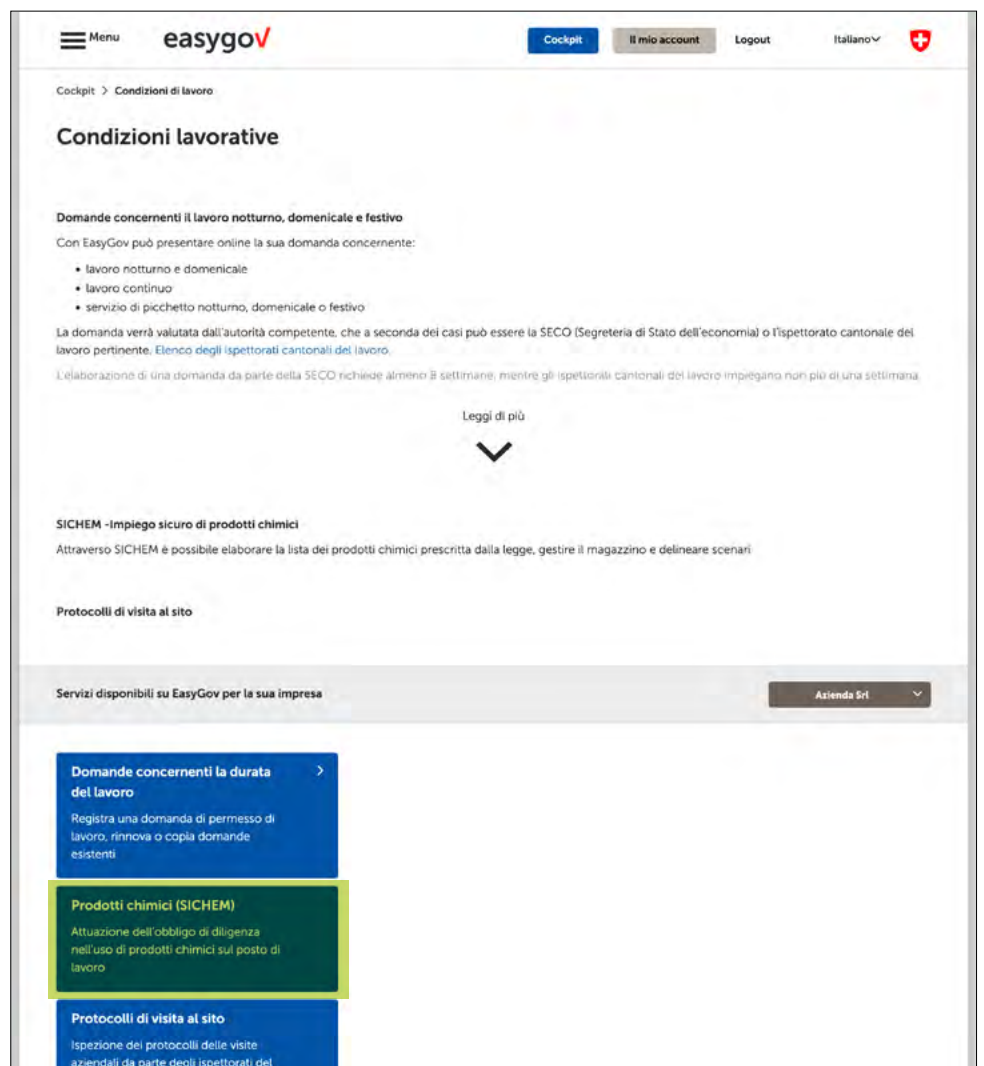 Menu easygov Cockpit Il mio account Logout Italiano
Cockpit > Condizioni di lavoro
Condizioni lavorative
Domande concernenti il lavoro notturno, domenicale e festivo
Con EasyGov può presentare online la sua domanda concernente:
• lavoro notturno e domenicale
• lavoro continuo
• servizio di picchetto notturno, domenicale o festivo
La domanda verrà valutata dall'autorità competente, che a seconda dei casi può essere la SECO (Segreteria di Stato dell'economia) o l'ispettorato cantonale del
lavoro pertinente. Elenco degli ispettorati cantonali del lavoro.
L'elaborazione di una domanda da parte della SECO richiede almeno 8 settimane, mentre gli ispettorati cantonali del lavoro impiegano non più di una settimana.
Leggi di più
SICHEM -Impiego sicuro di prodotti chimici
Attraverso SICHEM è possibile elaborare la lista dei prodotti chimici prescritta dalla legge, gestire il magazzino e delineare scenari
Protocolli di visita al sito
Servizi disponibili su EasyGov per la sua impresa Azienda Srl
Domande concernenti la durata >
del lavoro
Registra una domanda di permesso di
lavoro, rinnova o copia domande
esistenti
Prodotti chimici (SICHEM)
Attuazione dell'obbligo di diligenza
nell'uso di prodotti chimici sul posto di
lavoro
Protocolli di visita al sito
Ispezione dei protocolli delle visite
aziendali da parte degli ispettorati del